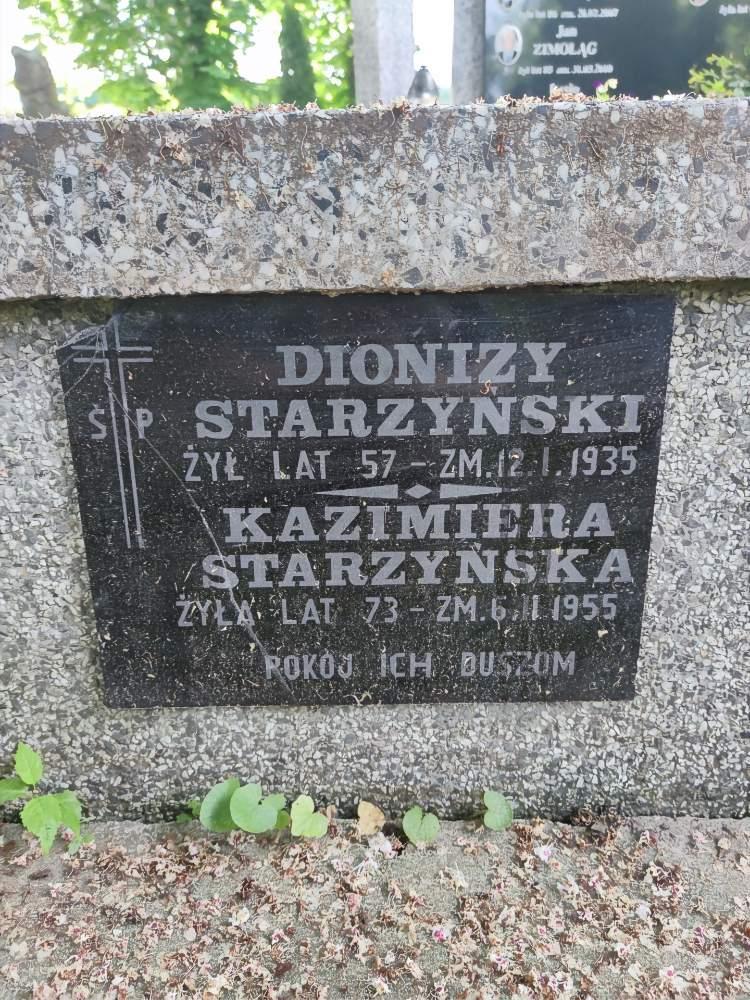 Jan
ZIMOLĄG
DIONIZY
STARZYŃSKI
Ś P
ŻYŁ LAT 57 – ZM. 12.I.1935
KAZIMIERA
STARZYŃSKA
ŻYŁA LAT 73 – ZM. 6.II.1955
POKÓJ ICH DUSZOM